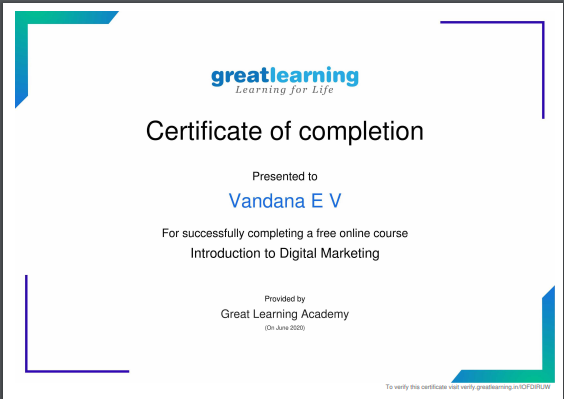 greatlearning
Learning for Life
Certificate of completion
Presented to
Vandana E V
For successfully completing a free online course
Introduction to Digital Marketing
Provided by
Great Learning Academy
(On June 2020)
To verify this certificate visit verify.greatlearning.in/IOFDIRUW